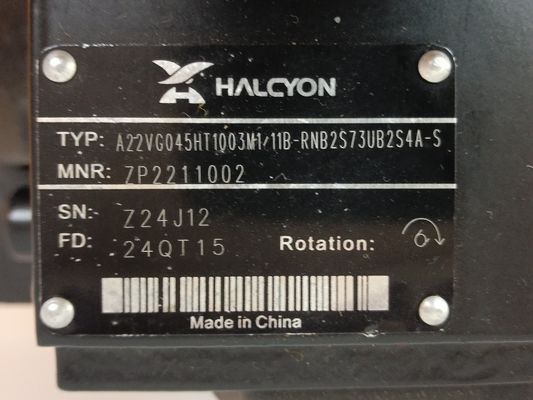 HALCYON
TYP: A22VG045HT1003M1/11B-RNB2S73UB2S4A-S
MNR: ZP2211002
SN: Z24J12
FD: 24QT15 Rotation:
Made in China